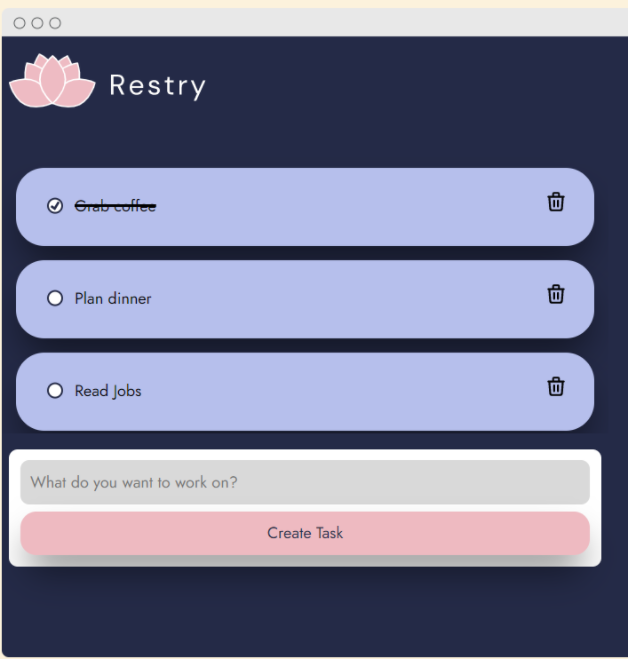 Restry
Grab coffee
Plan dinner
Read Jobs
What do you want to work on?
Create Task